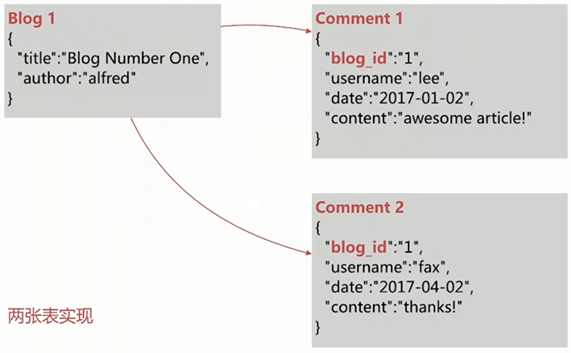 Blog 1
{
"title":"Blog Number One",
"author":"alfred"
}
Comment 1
{
"blog_id":"1",
"username":"lee",
"date":"2017-01-02",
"content":"awesome article!"
}
Comment 2
{
"blog_id":"1",
"username":"fax",
"date":"2017-04-02",
"content":"thanks!"
}
两张表实现